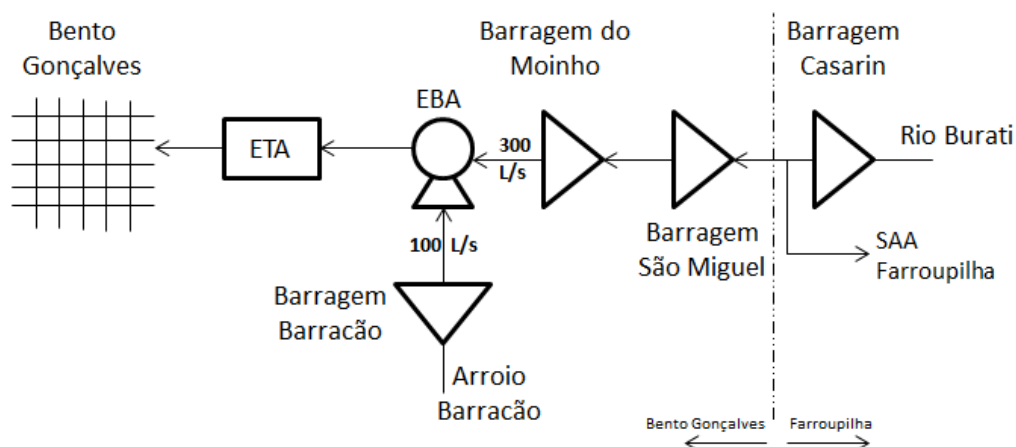 Bento
Gonçalves
ETA
EBA
300
L/s
100 L/s
Barragem do
Moinho
Barragem
São Miguel
Barragem
Casarin
Rio Burati
SAA
Farroupilha
Barragem
Barracão
Arroio
Barracão
Bento Gonçalves
Farroupilha